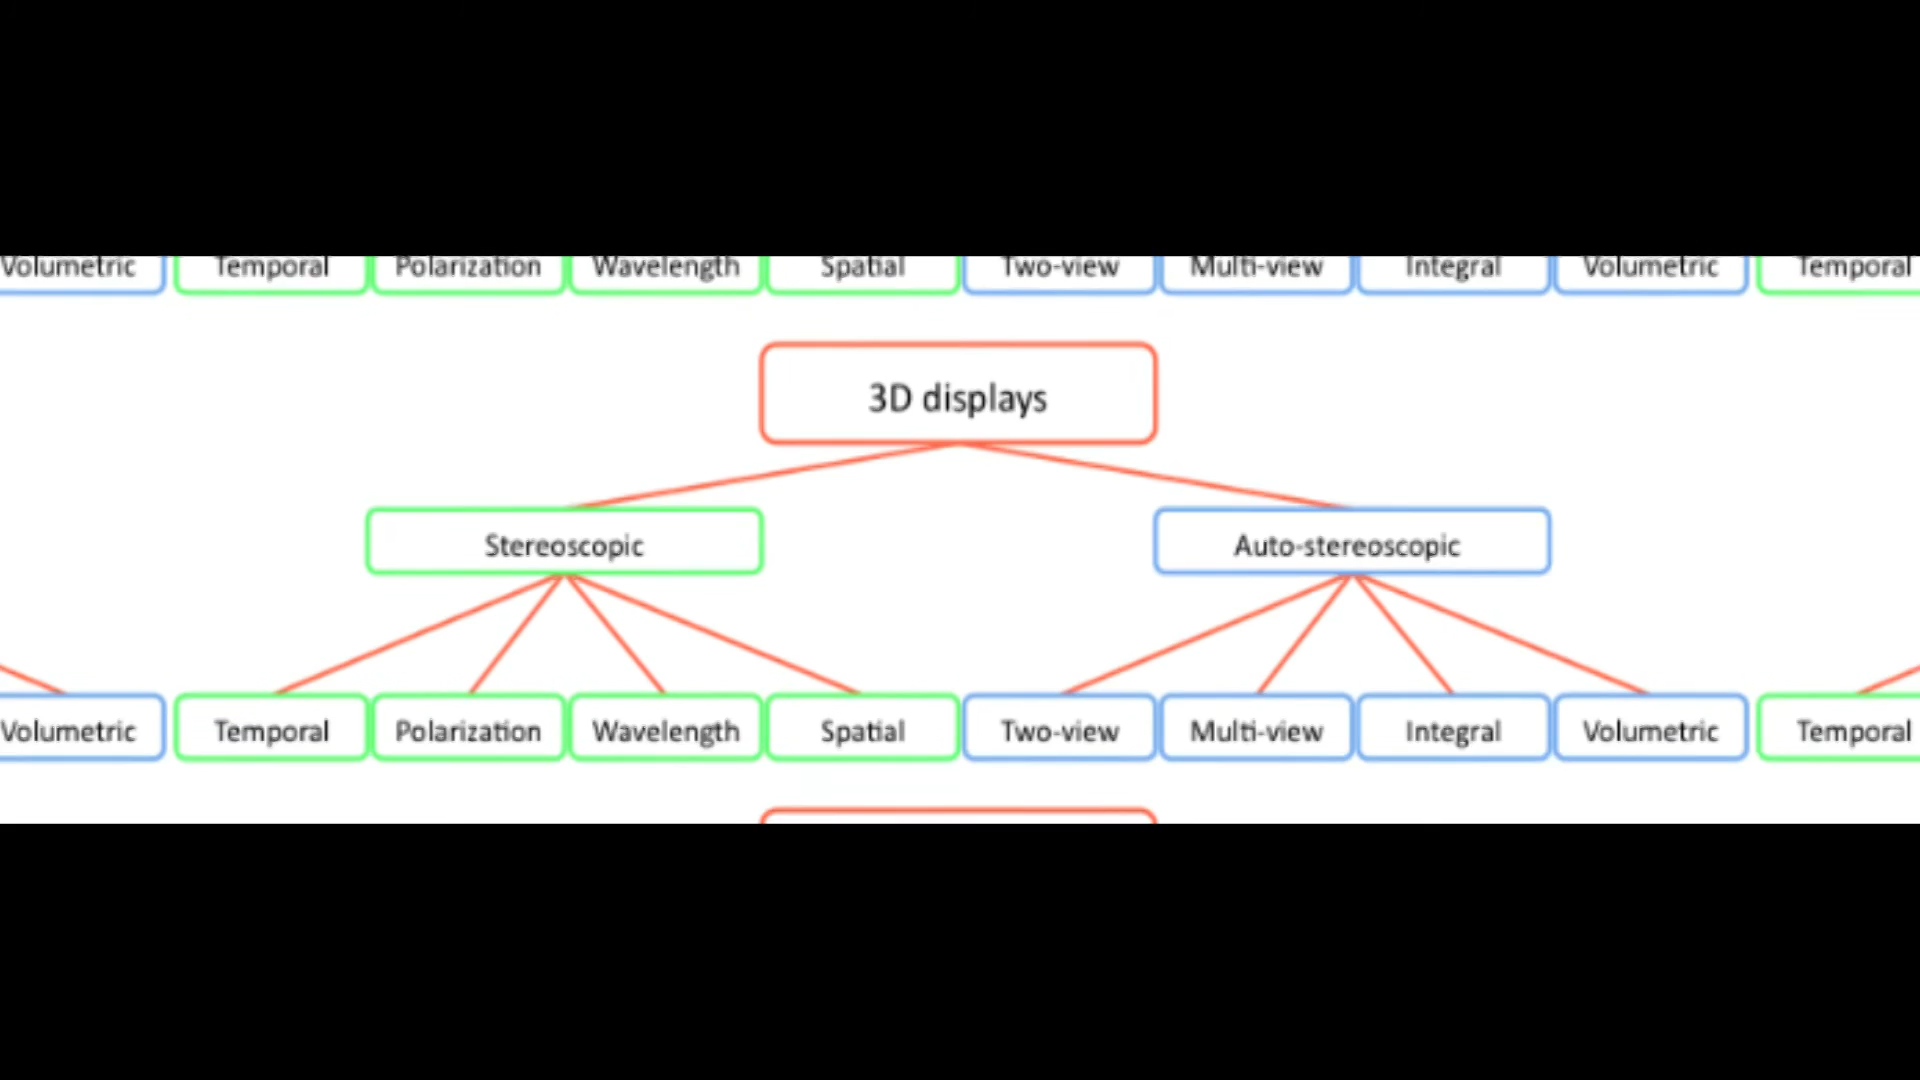 Volumetric Temporal Polarization Wavelength Spatial Two-view Multi-view Integral Volumetric Temporal
3D displays
Stereoscopic Auto-stereoscopic
Volumetric Temporal Polarization Wavelength Spatial Two-view Multi-view Integral Volumetric Temporal